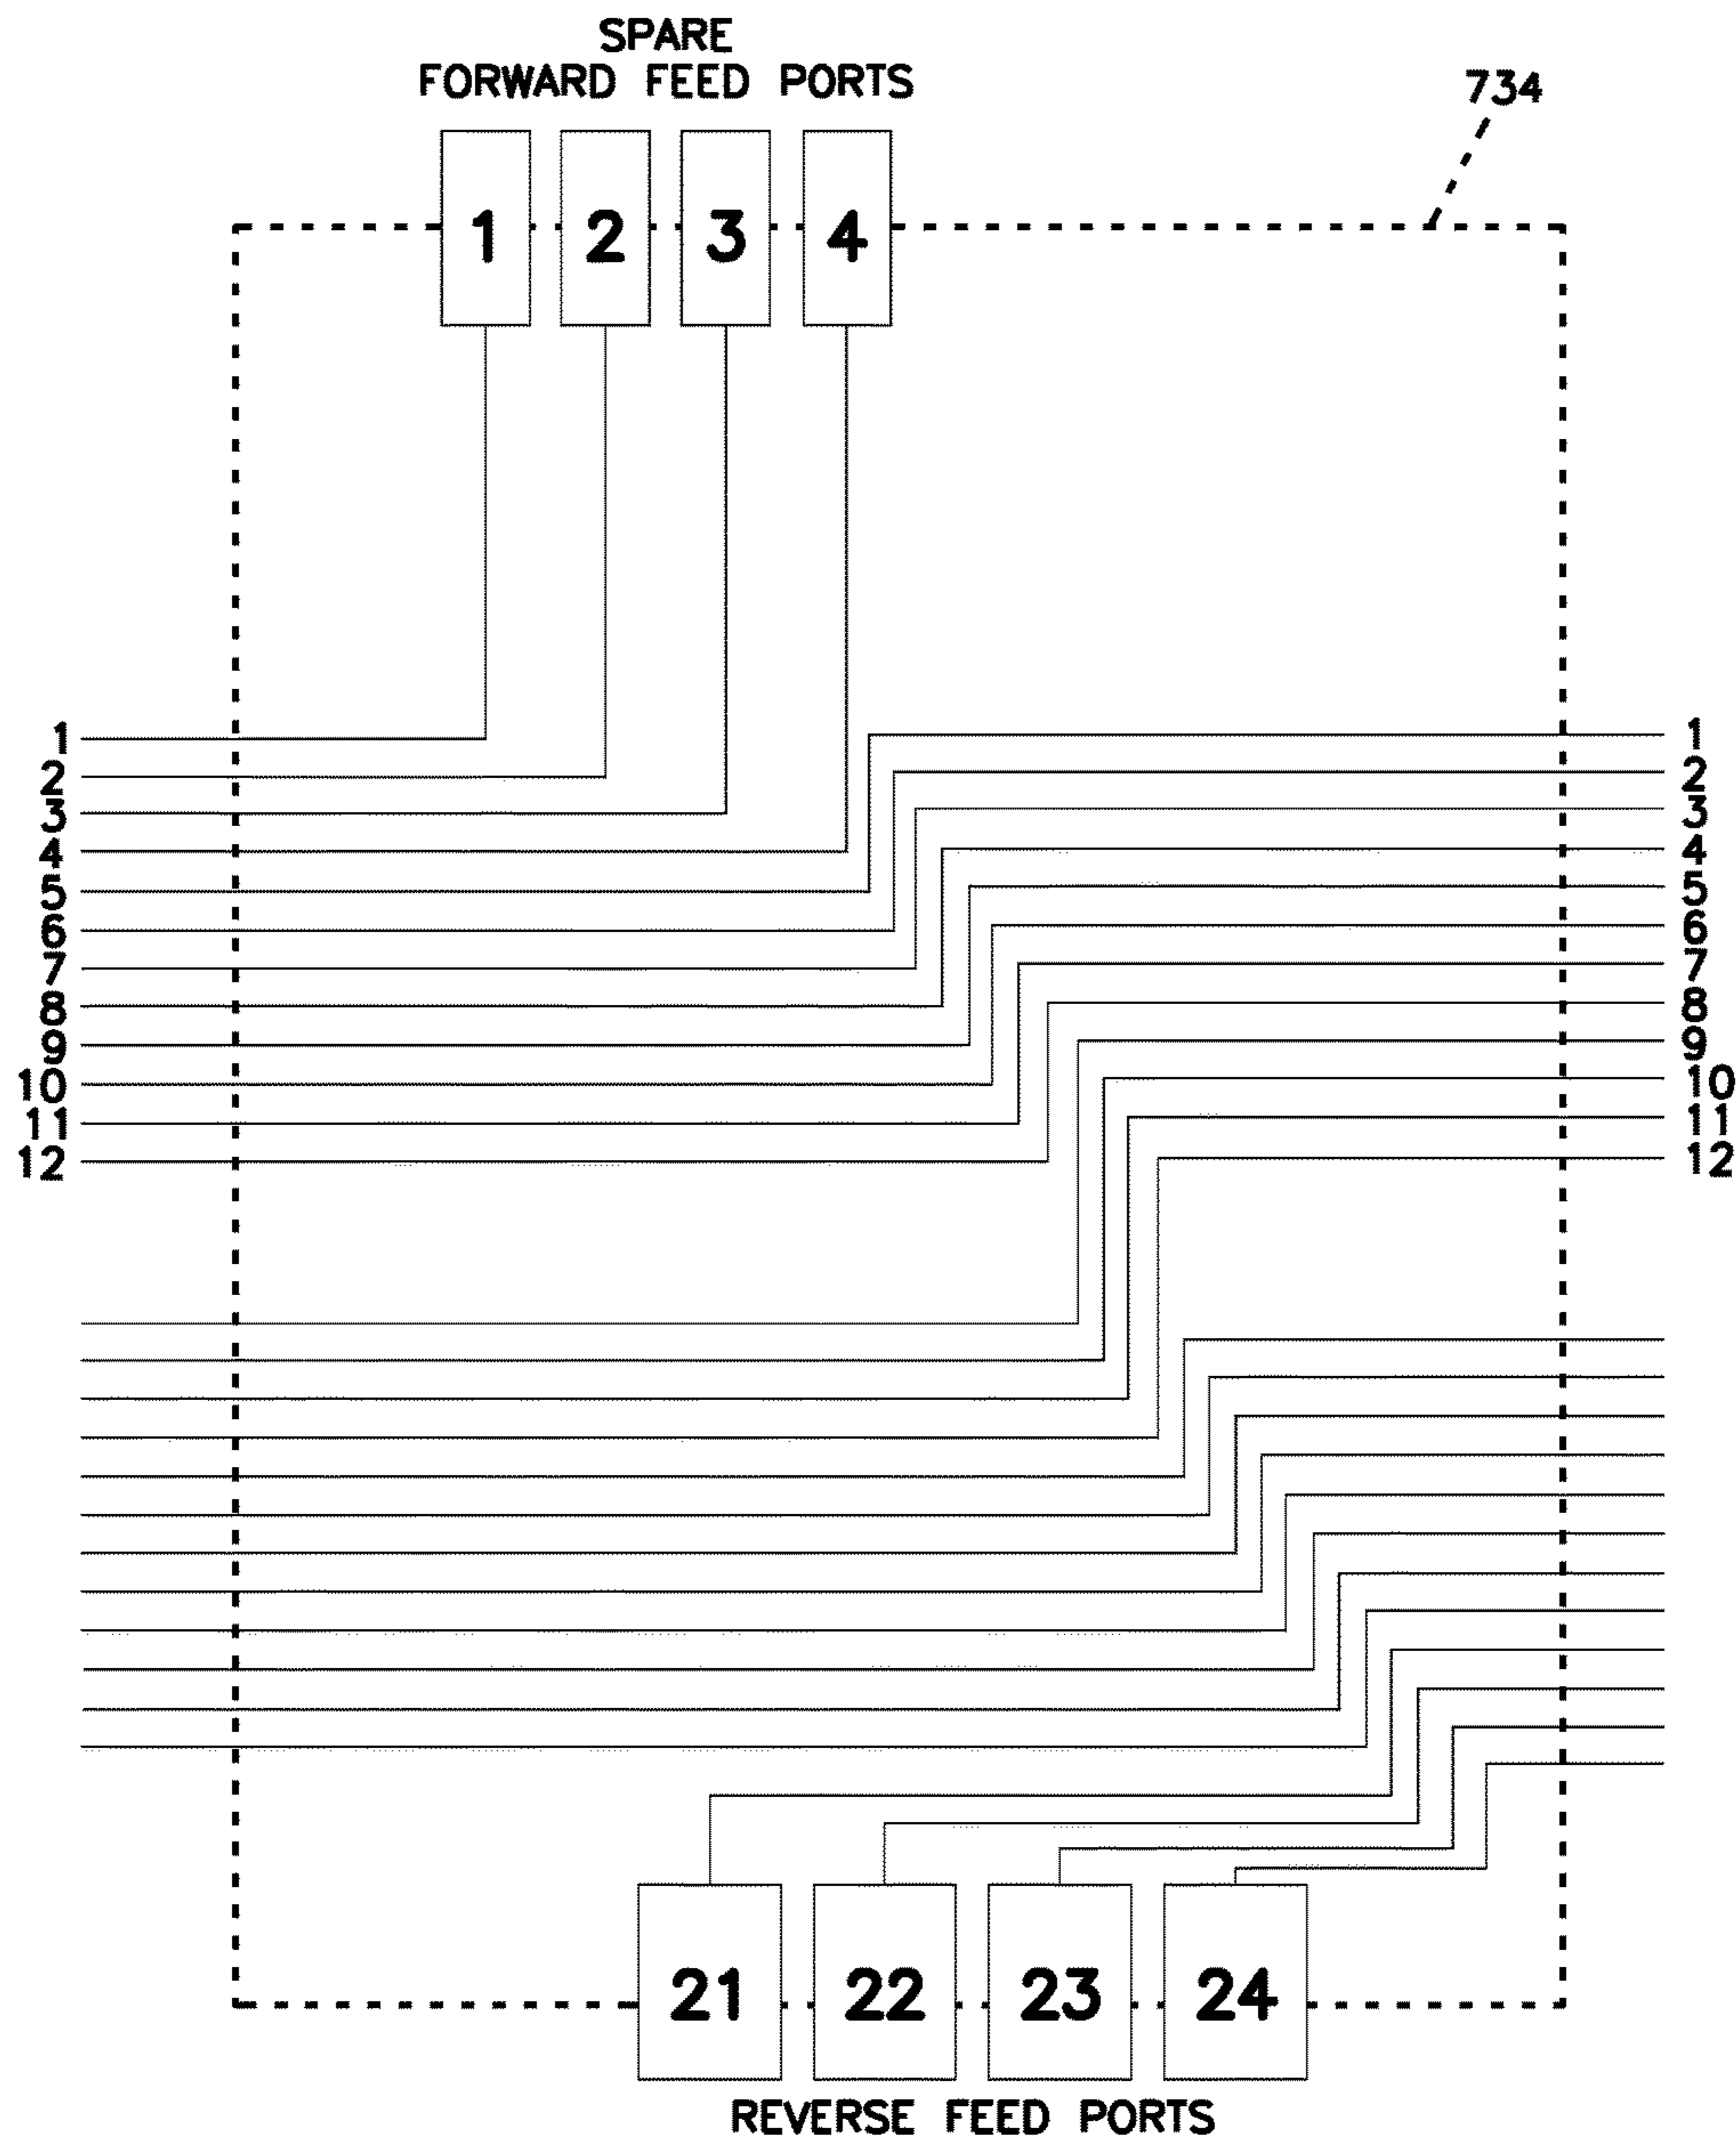 SPARE
FORWARD FEED PORTS
734
1 2 3 4
1 1
2 2
3 3
4 4
5 5
6 6
7 7
8 8
9 9
10 10
11 11
12 12
21 22 23 24
REVERSE FEED PORTS